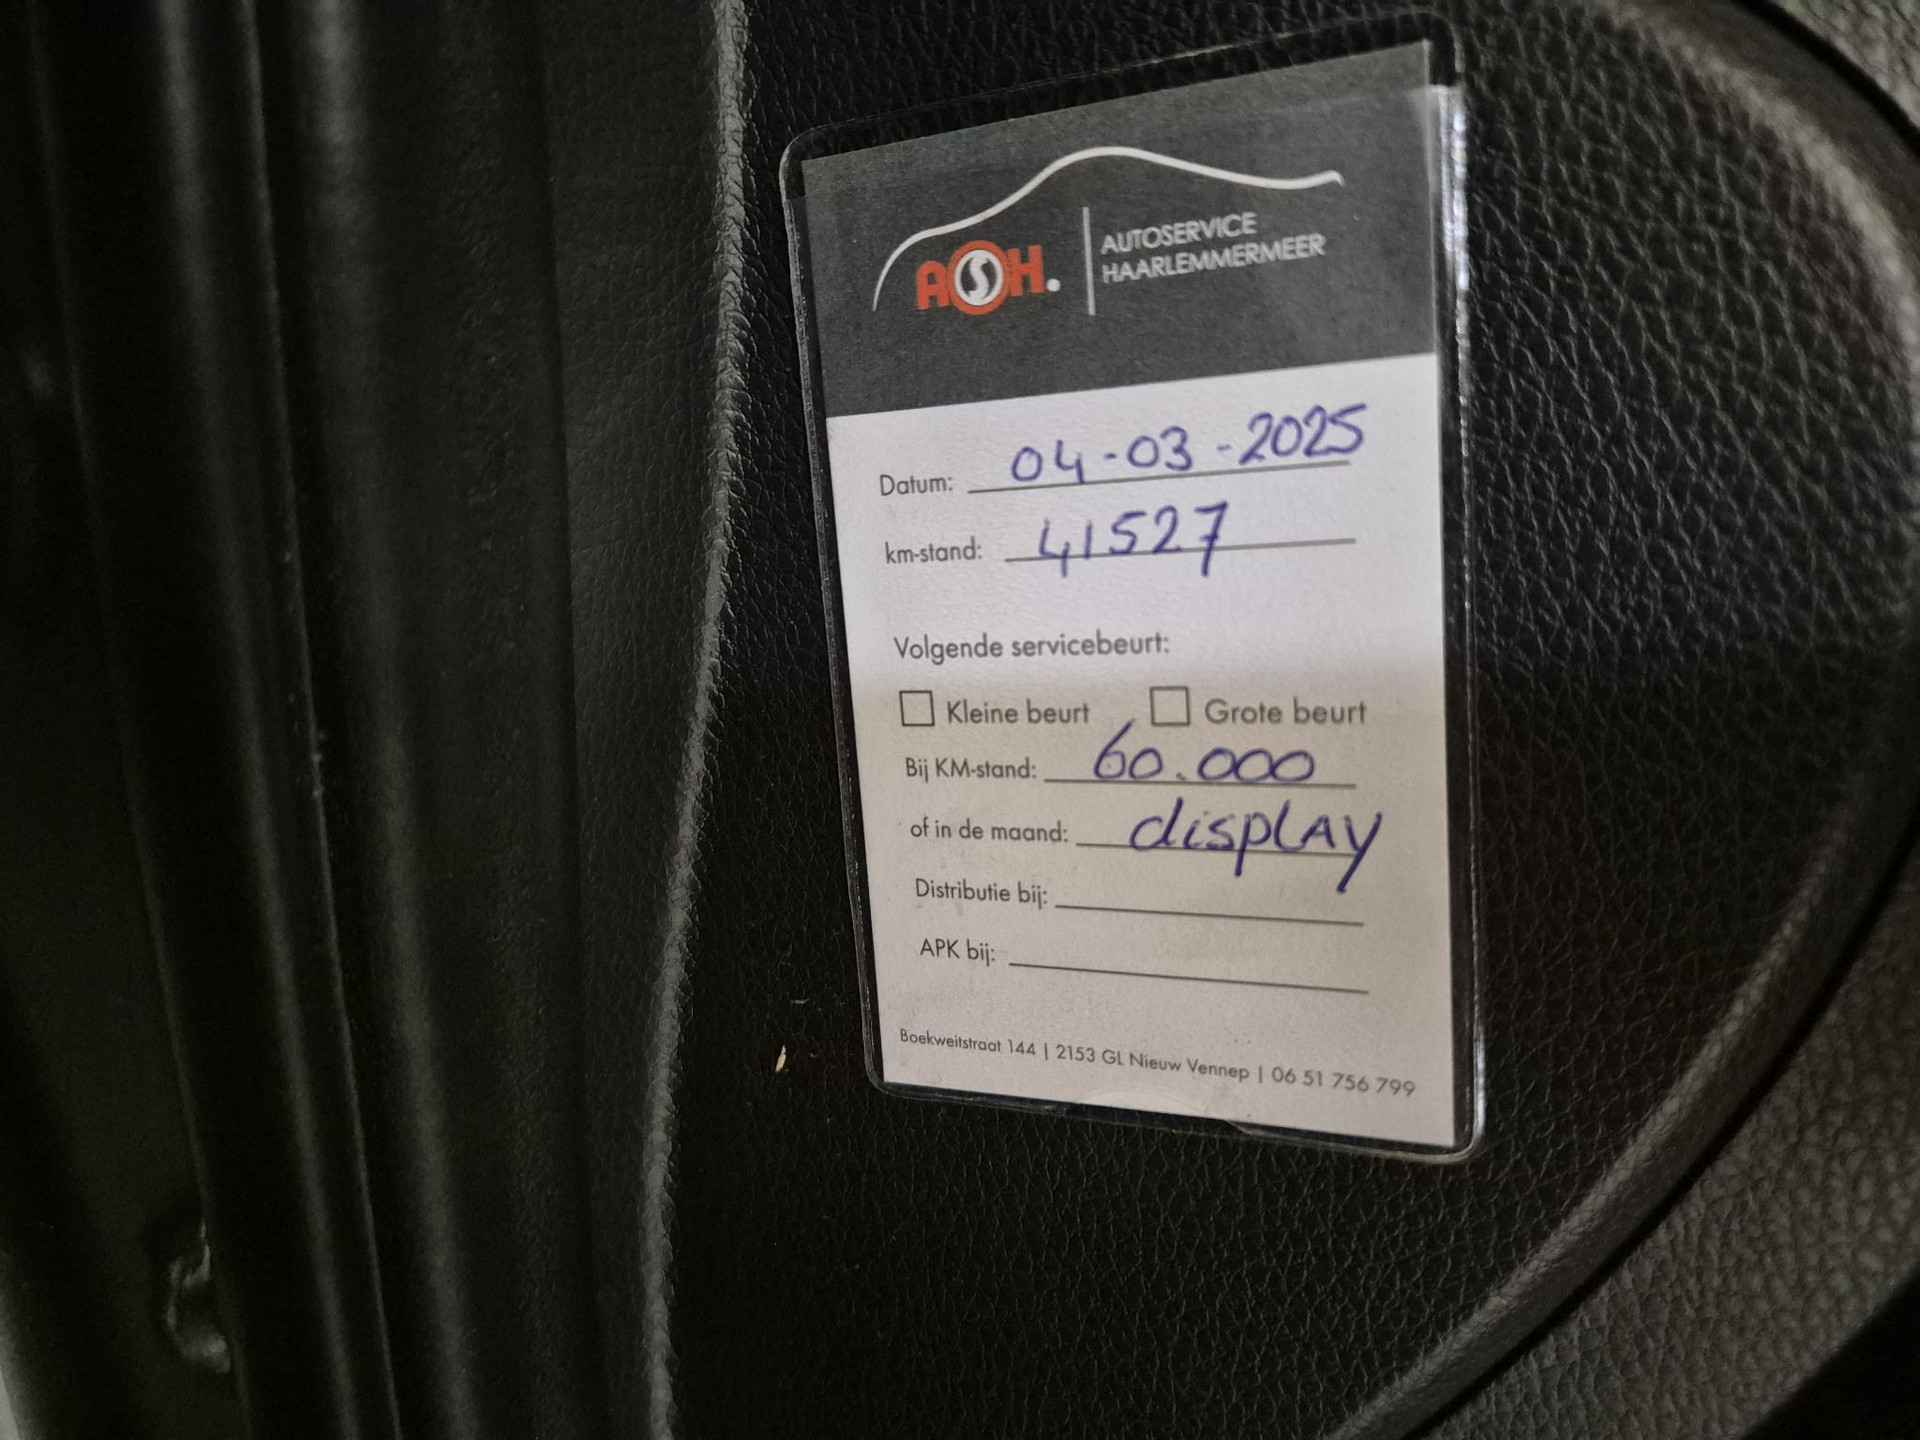 ASH.
AUTOSERVICE
HAARLEMMERMEER
Datum: 04-03-2025
km-stand: 41527
Volgende servicebeurt:
Kleine beurt Grote beurt
Bij KM-stand: 60.000
of in de maand: display
Distributie bij:
APK bij:
Boekweitstraat 144 | 2153 GL Nieuw Vennep | 06 51 756 799